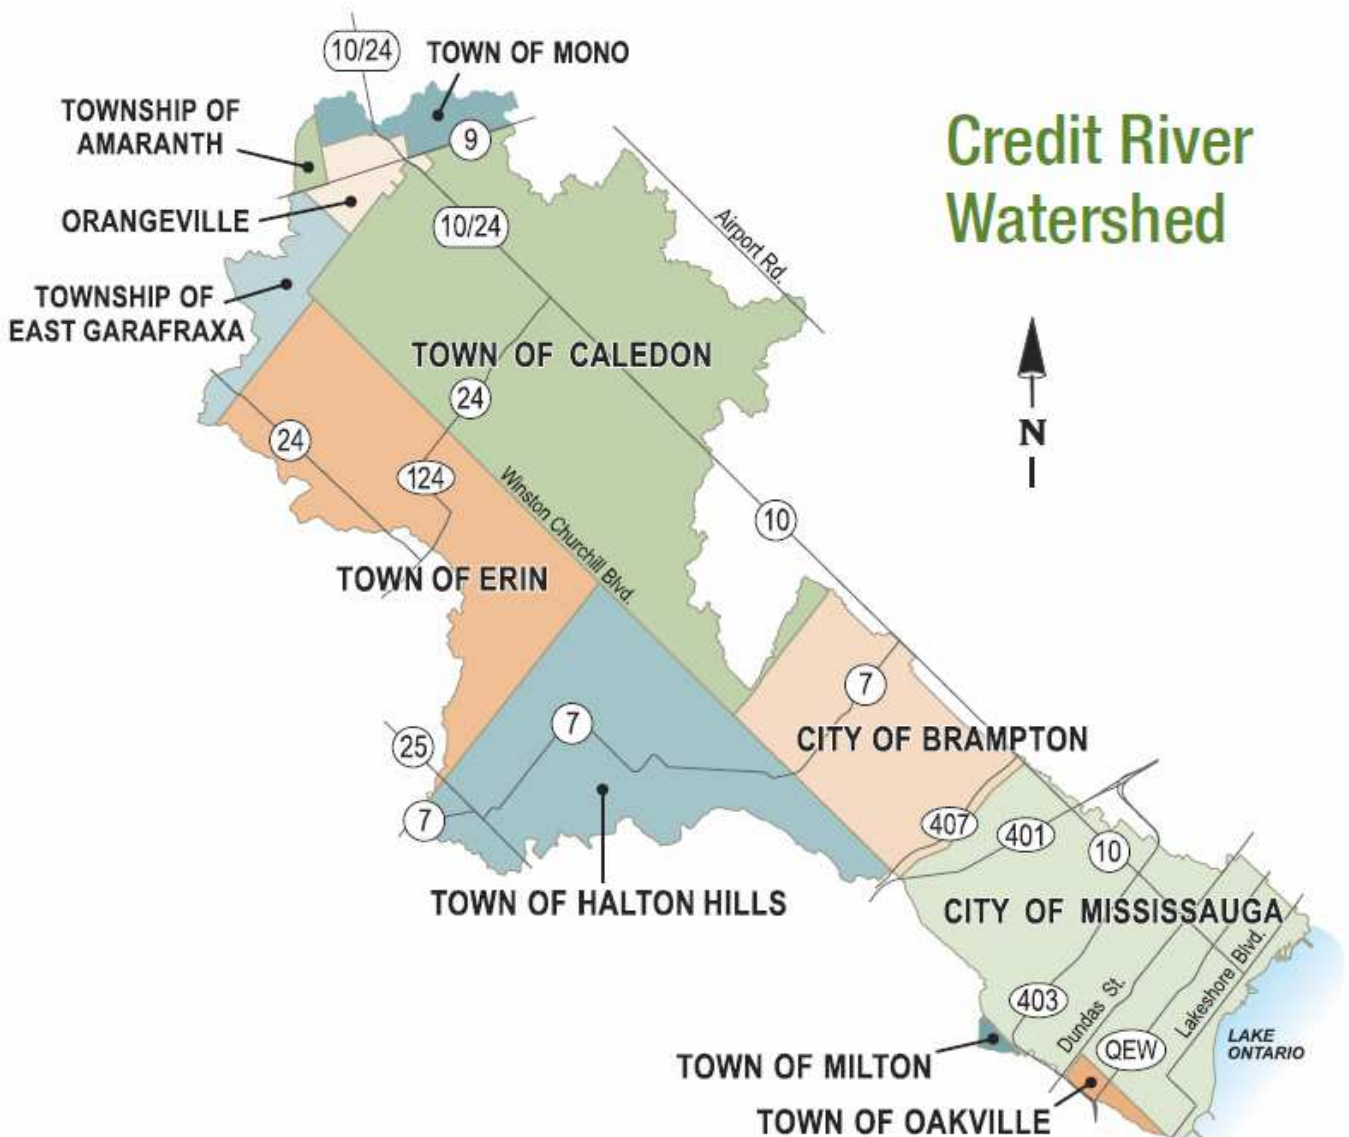 10/24
TOWN OF MONO
TOWNSHIP OF
AMARANTH
9
Credit River
Watershed
ORANGEVILLE
10/24
Airport Rd.
TOWNSHIP OF
EAST GARAFRAXA
TOWN OF CALEDON
24
N
24
124
Winston Churchill Blvd.
10
TOWN OF ERIN
7
7
25
CITY OF BRAMPTON
7
407
401
10
TOWN OF HALTON HILLS
CITY OF MISSISSAUGA
403
Dundas St.
Lakeshore Blvd.
QEW
LAKE
ONTARIO
TOWN OF MILTON
TOWN OF OAKVILLE